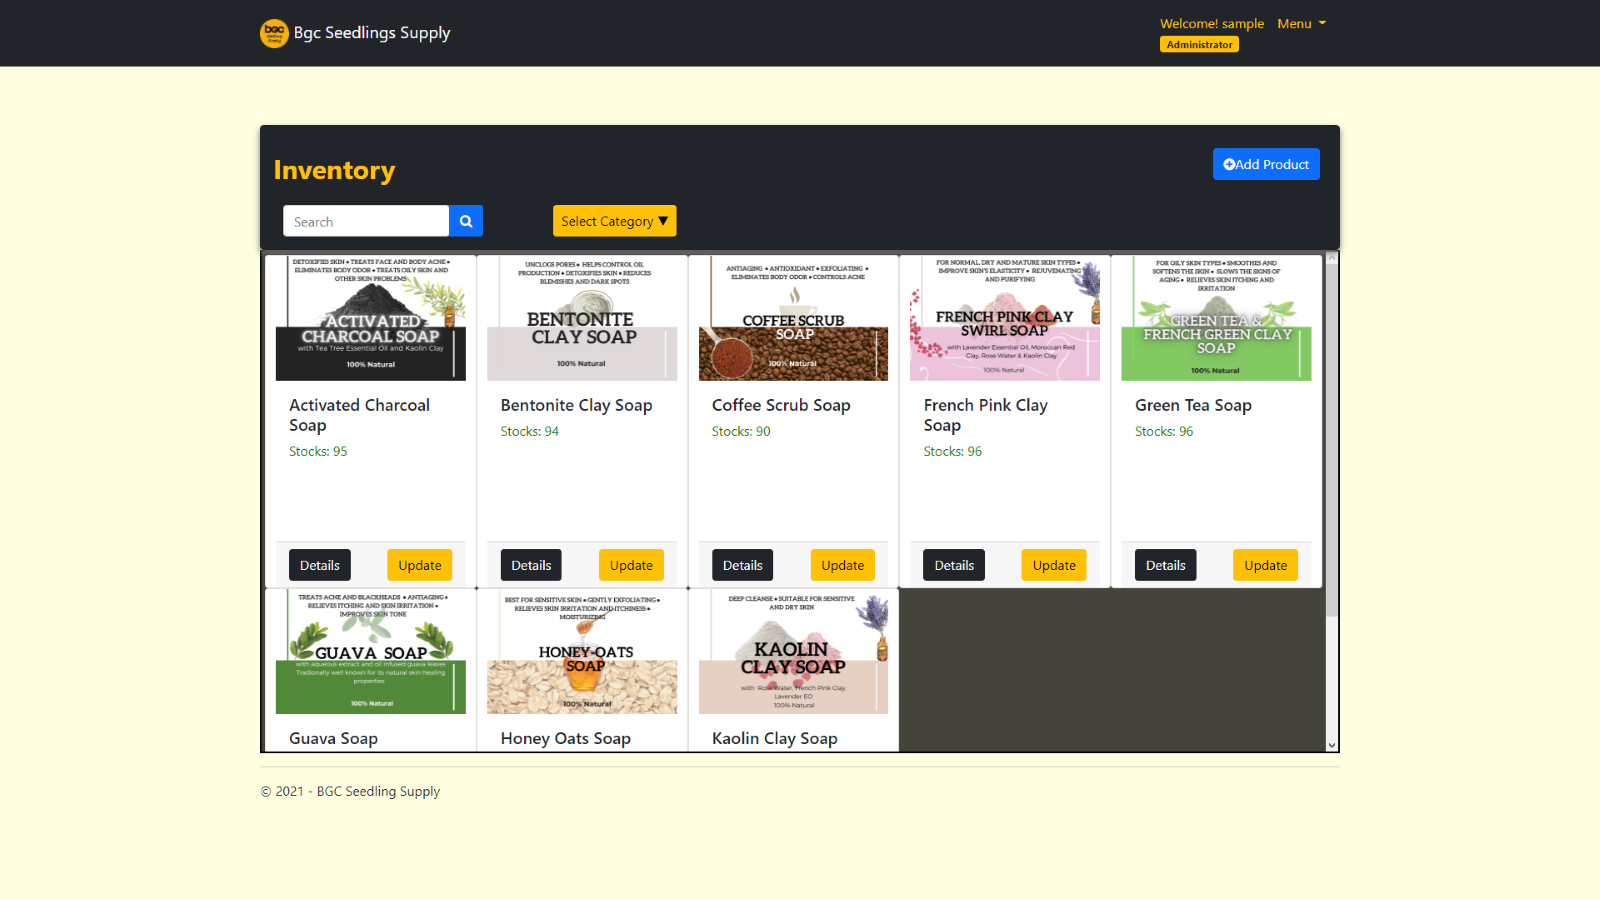 bgc
Bgc Seedlings Supply
Welcome! sample
Menu
Administrator
Inventory
Add Product
Search
Select Category ▼
DETOXIFIES SKIN • TREATS FACE AND BODY ACNE •
ELIMINATES BODY ODOR • TREATS OILY SKIN AND
OTHER SKIN PROBLEMS
ACTIVATED
CHARCOAL SOAP
with Tea Tree Essential Oil and Kaolin Clay
100% Natural
Activated Charcoal
Soap
Stocks: 95
Details
Update
UNCLOGS PORES • HELPS CONTROL OIL
PRODUCTION • DETOXIFIES SKIN • REDUCES
BLEMISHES AND DARK SPOTS
BENTONITE
CLAY SOAP
100% Natural
Bentonite Clay Soap
Stocks: 94
Details
Update
ANTIAGING • ANTIOXIDANT • EXFOLIATING •
ELIMINATES BODY ODOR • CONTROLS ACNE
COFFEE SCRUB
SOAP
100% Natural
Coffee Scrub Soap
Stocks: 90
Details
Update
FOR NORMAL, DRY AND MATURE SKIN TYPES •
IMPROVE SKIN'S ELASTICITY • REJUVENATING
AND PURIFYING
FRENCH PINK CLAY
SWIRL SOAP
with Lavender Essential Oil, Moroccan Red
Clay, Rose Water & Kaolin Clay
100% Natural
French Pink Clay
Soap
Stocks: 96
Details
Update
FOR OILY SKIN TYPES • SMOOTHES AND
SOFTENS THE SKIN • SLOWS THE SIGNS OF
AGING • RELIEVES SKIN ITCHING AND
IRRITATION
GREEN TEA &
FRENCH GREEN CLAY
SOAP
100% Natural
Green Tea Soap
Stocks: 96
Details
Update
TREATS ACNE AND BLACKHEADS • ANTIAGING •
RELIEVES ITCHING AND SKIN IRRITATION •
IMPROVES SKIN TONE
GUAVA SOAP
with aqueous extract and oil infused guava leaves
Tradionally well known for its natural skin healing
properties
100% Natural
Guava Soap
BEST FOR SENSITIVE SKIN • GENTLY EXFOLIATING •
RELIEVES SKIN IRRITATION AND ITCHINESS •
MOISTURIZING
HONEY-OATS
SOAP
100% Natural
Honey Oats Soap
DEEP CLEANSE • SUITABLE FOR SENSITIVE
AND DRY SKIN
KAOLIN
CLAY SOAP
with Rose Water, French Pink Clay,
Lavender EO
100% Natural
Kaolin Clay Soap
© 2021 - BGC Seedling Supply